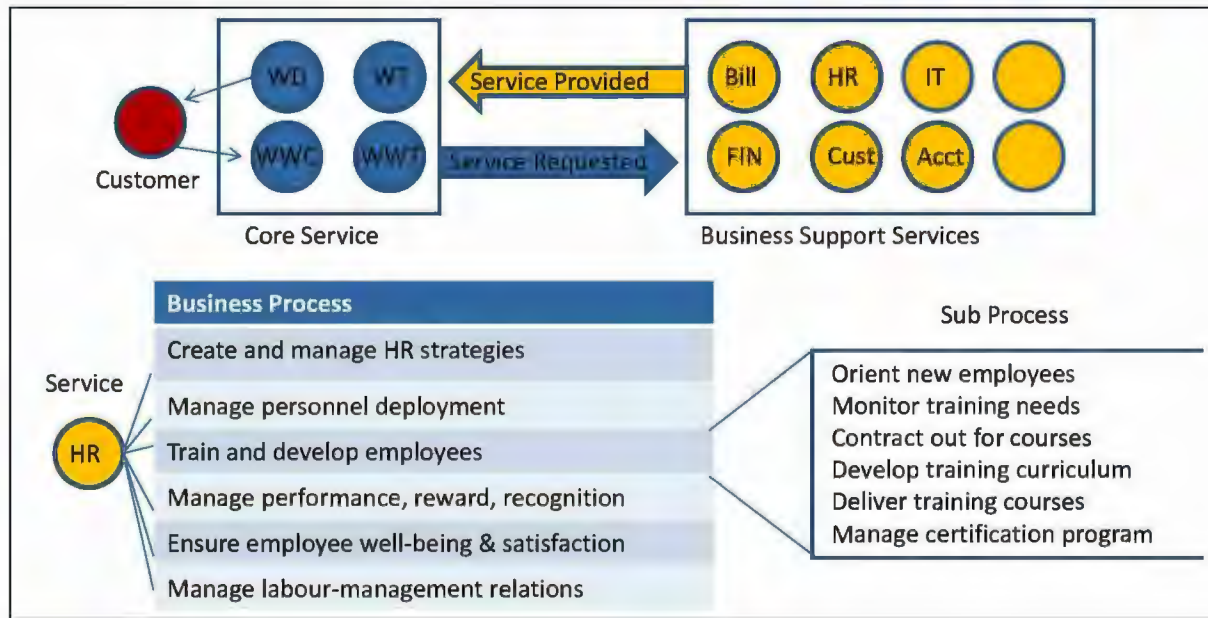 WD
WT
Service Provided
Bill
HR
IT
Customer
WWC
WWT
Service Requested
FIN
Cust
Acct
Core Service
Business Support Services
Business Process
Sub Process
Create and manage HR strategies
Service
Manage personnel deployment
HR
Train and develop employees
Manage performance, reward, recognition
Ensure employee well-being & satisfaction
Manage labour-management relations
Orient new employees
Monitor training needs
Contract out for courses
Develop training curriculum
Deliver training courses
Manage certification program